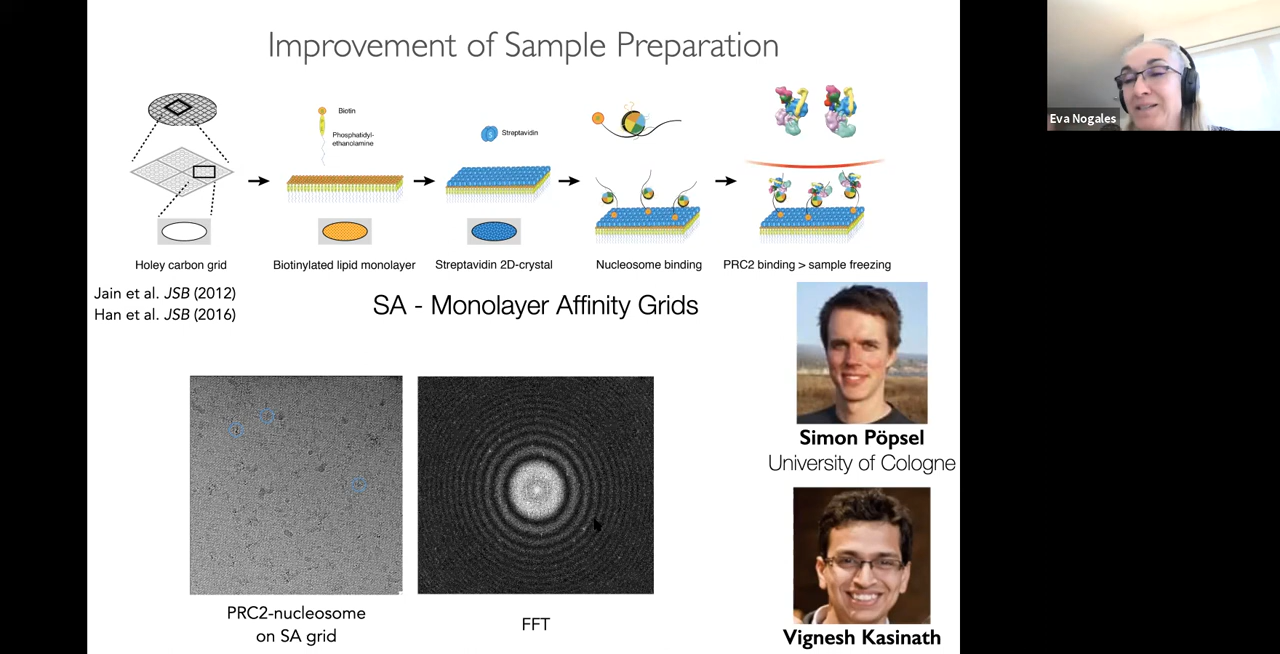 Improvement of Sample Preparation
Eva Nogales
Biotin
Phosphatidyl-
ethanolamine
Streptavidin
Holey carbon grid
Biotinylated lipid monolayer
Streptavidin 2D-crystal
Nucleosome binding
PRC2 binding > sample freezing
Jain et al. JSB (2012)
Han et al. JSB (2016)
SA - Monolayer Affinity Grids
Simon Pöpsel
University of Cologne
PRC2-nucleosome
on SA grid
FFT
Vignesh Kasinath